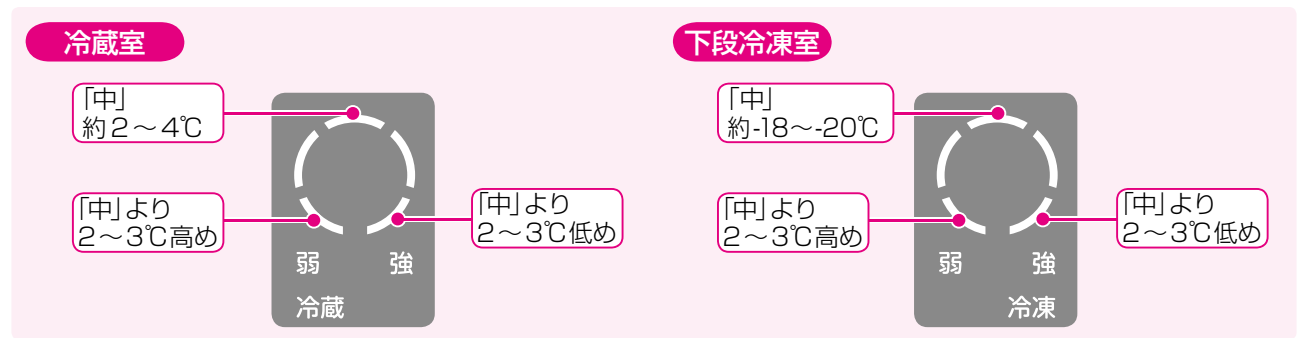 冷蔵室
「中」
約2～4℃
「中」より
2～3℃高め
「中」より
2～3℃低め
弱 強
冷蔵
下段冷凍室
「中」
約-18～-20℃
「中」より
2～3℃高め
「中」より
2～3℃低め
弱 強
冷凍